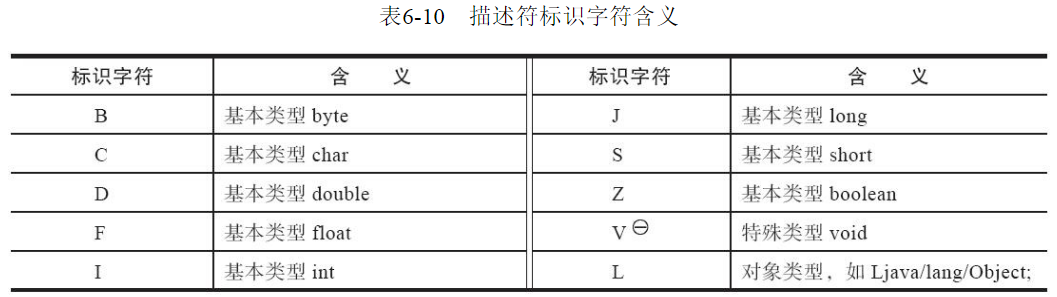 表6-10 描述符标识字符含义
标识字符 含 义 标识字符 含 义
B 基本类型 byte J 基本类型 long
C 基本类型 char S 基本类型 short
D 基本类型 double Z 基本类型 boolean
F 基本类型 float V㊀ 特殊类型 void
I 基本类型 int L 对象类型，如 Ljava/lang/Object;